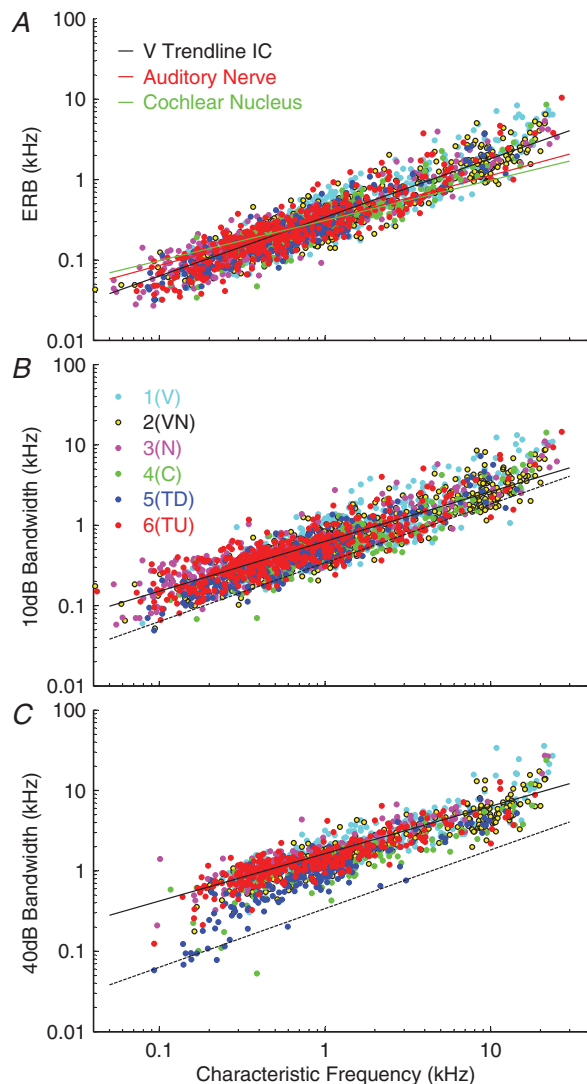 A
100
10
1
0.1
0.01
ERB (kHz)
V Trendline IC
Auditory Nerve
Cochlear Nucleus
B
100
10
1
0.1
0.01
10dB Bandwidth (kHz)
1(V)
2(VN)
3(N)
4(C)
5(TD)
6(TU)
C
100
10
1
0.1
0.01
40dB Bandwidth (kHz)
0.1 1 10
Characteristic Frequency (kHz)